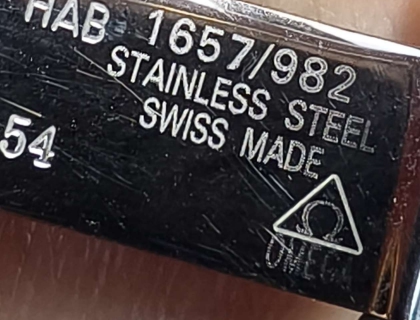 HAB 1657/982
STAINLESS STEEL
SWISS MADE
54
Ω
OMEGA